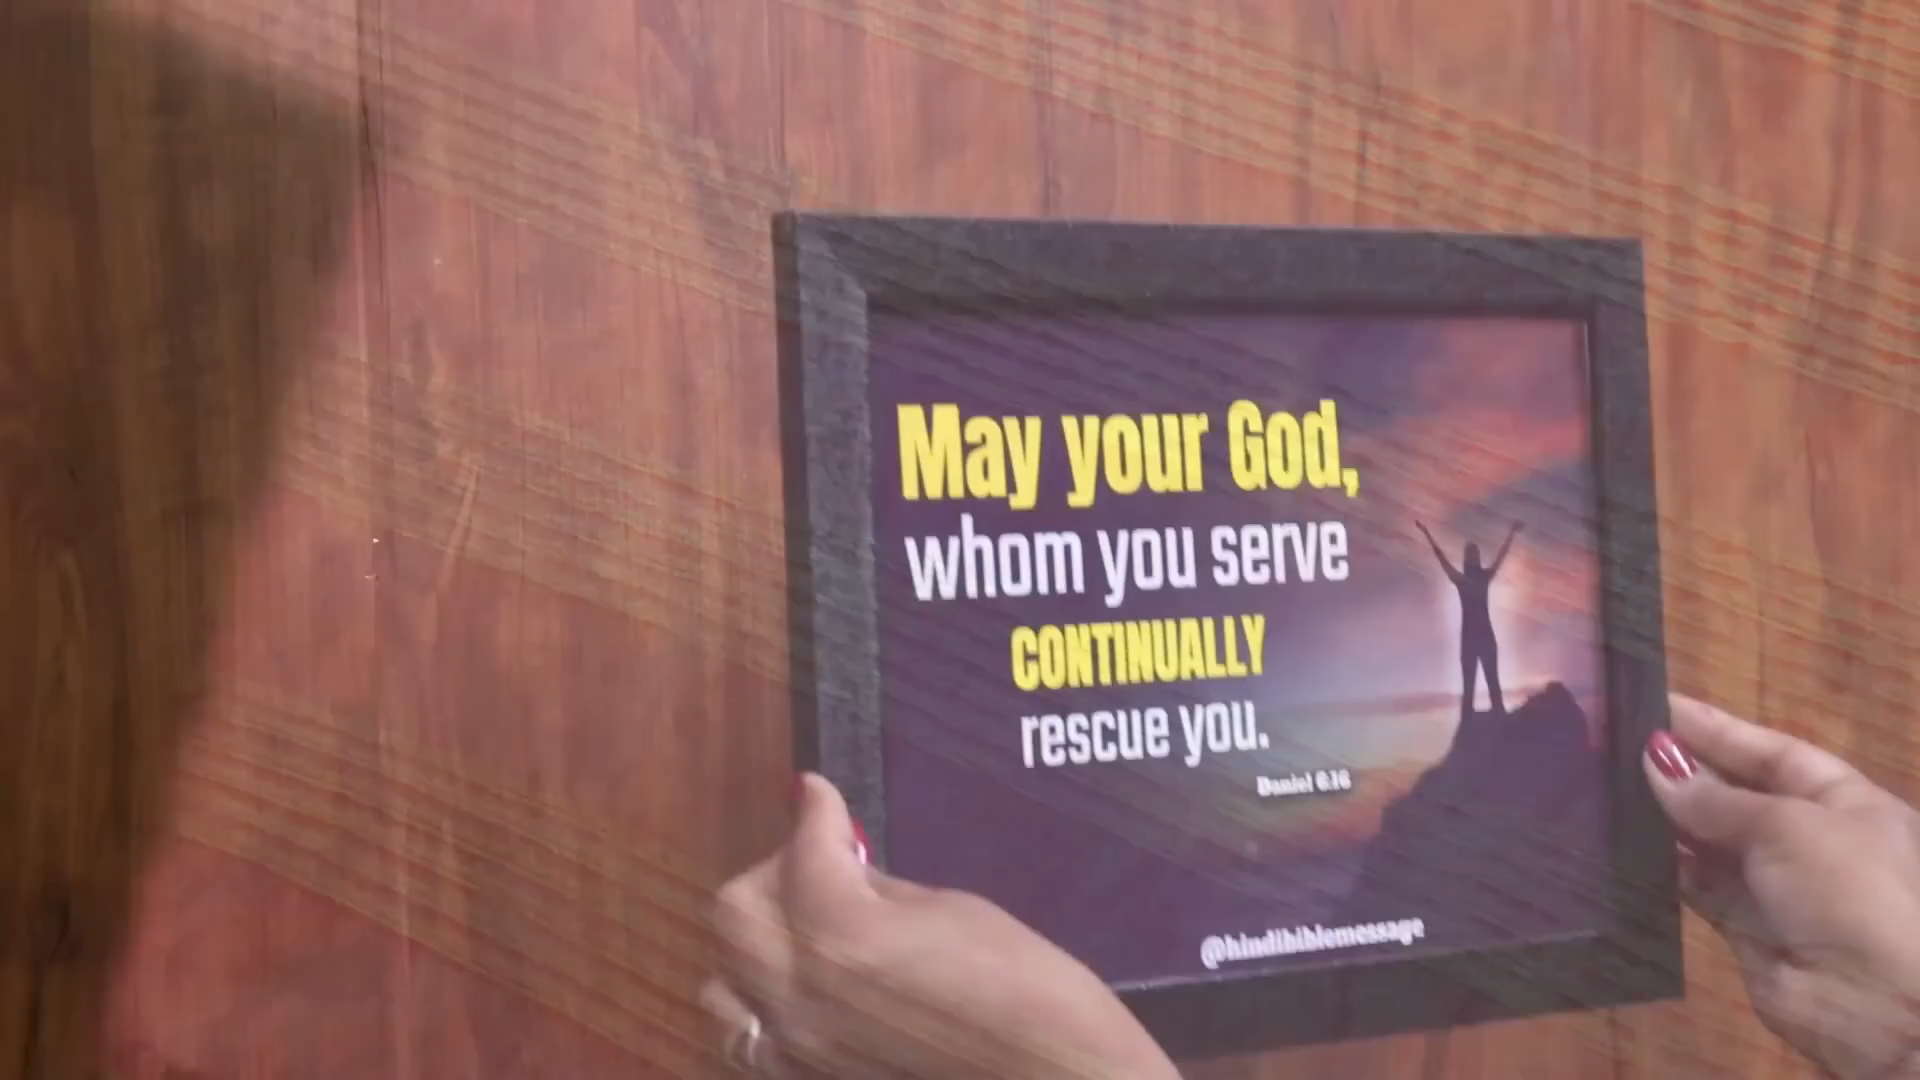 May your God,
whom you serve
CONTINUALLY
rescue you.
Daniel 6:16
@hindibiblemessage